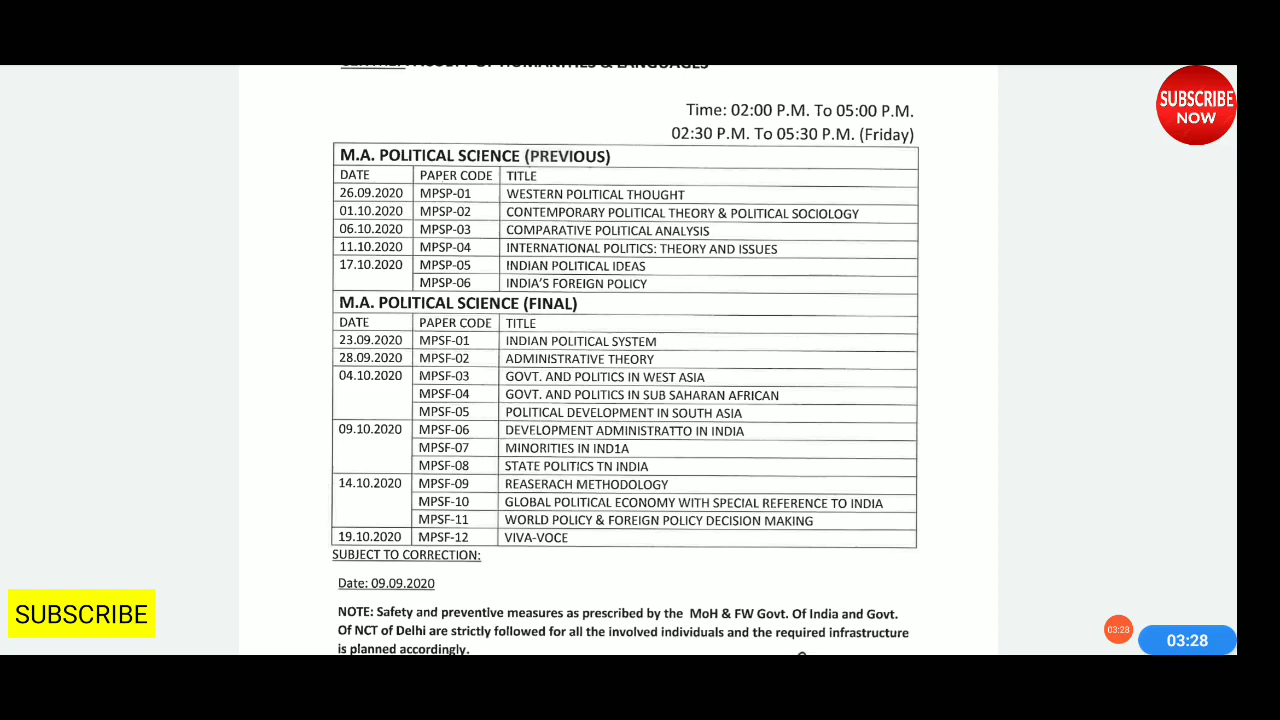 CENTRE: FACULTY OF HUMANITIES & LANGUAGES
SUBSCRIBE
NOW
Time: 02:00 P.M. To 05:00 P.M.
02:30 P.M. To 05:30 P.M. (Friday)
M.A. POLITICAL SCIENCE (PREVIOUS)
DATE PAPER CODE TITLE
26.09.2020 MPSP-01 WESTERN POLITICAL THOUGHT
01.10.2020 MPSP-02 CONTEMPORARY POLITICAL THEORY & POLITICAL SOCIOLOGY
06.10.2020 MPSP-03 COMPARATIVE POLITICAL ANALYSIS
11.10.2020 MPSP-04 INTERNATIONAL POLITICS: THEORY AND ISSUES
17.10.2020 MPSP-05 INDIAN POLITICAL IDEAS
MPSP-06 INDIA'S FOREIGN POLICY
M.A. POLITICAL SCIENCE (FINAL)
DATE PAPER CODE TITLE
23.09.2020 MPSF-01 INDIAN POLITICAL SYSTEM
28.09.2020 MPSF-02 ADMINISTRATIVE THEORY
04.10.2020 MPSF-03 GOVT. AND POLITICS IN WEST ASIA
MPSF-04 GOVT. AND POLITICS IN SUB SAHARAN AFRICAN
MPSF-05 POLITICAL DEVELOPMENT IN SOUTH ASIA
09.10.2020 MPSF-06 DEVELOPMENT ADMINISTRATTO IN INDIA
MPSF-07 MINORITIES IN IND1A
MPSF-08 STATE POLITICS TN INDIA
14.10.2020 MPSF-09 REASERACH METHODOLOGY
MPSF-10 GLOBAL POLITICAL ECONOMY WITH SPECIAL REFERENCE TO INDIA
MPSF-11 WORLD POLICY & FOREIGN POLICY DECISION MAKING
19.10.2020 MPSF-12 VIVA-VOCE
SUBJECT TO CORRECTION:
Date: 09.09.2020
NOTE: Safety and preventive measures as prescribed by the MoH & FW Govt. Of India and Govt.
Of NCT of Delhi are strictly followed for all the involved individuals and the required infrastructure
is planned accordingly.
SUBSCRIBE
03:28
03:28